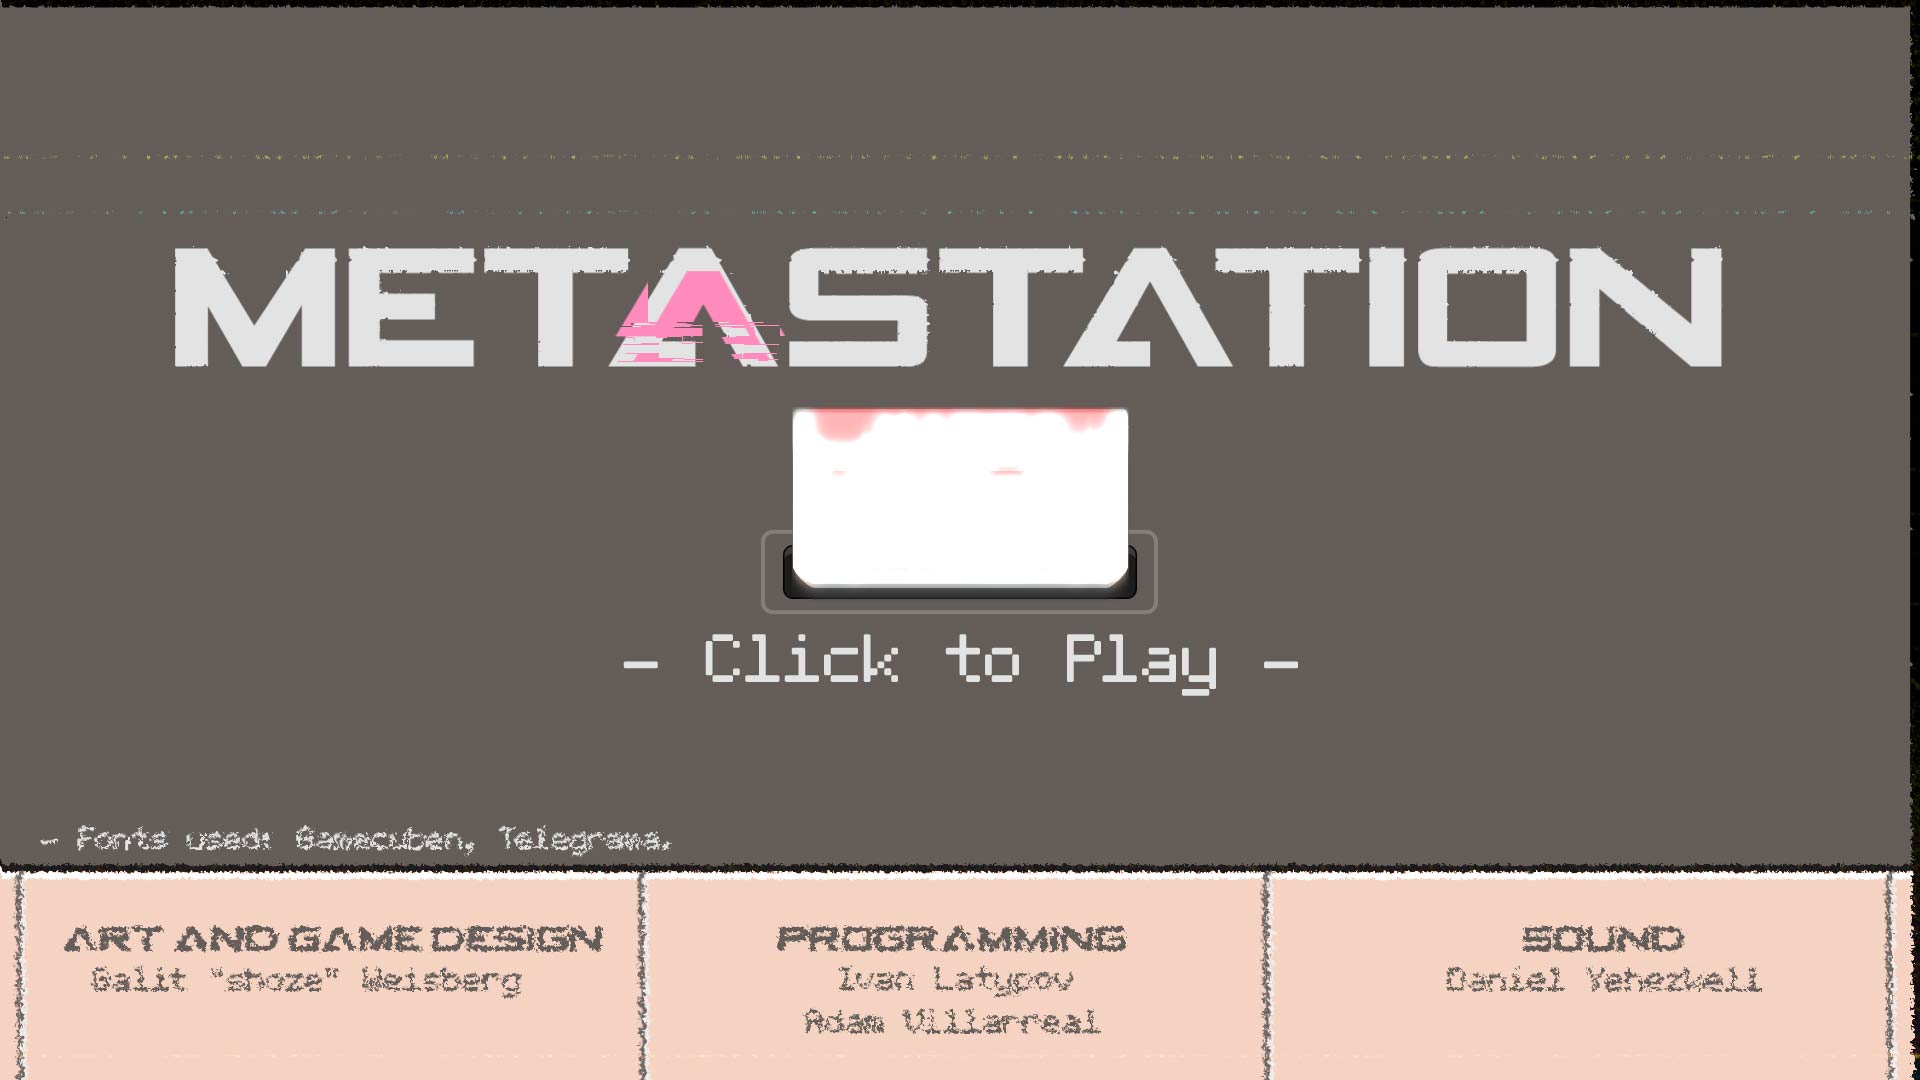 METASTATION
- Click to Play -
- Fonts used: Gamecuben, Telegrama.
ART AND GAME DESIGN
Galit "shoze" Weisberg
PROGRAMMING
Ivan Latypov
Adam Villarreal
SOUND
Daniel Yehezkeli